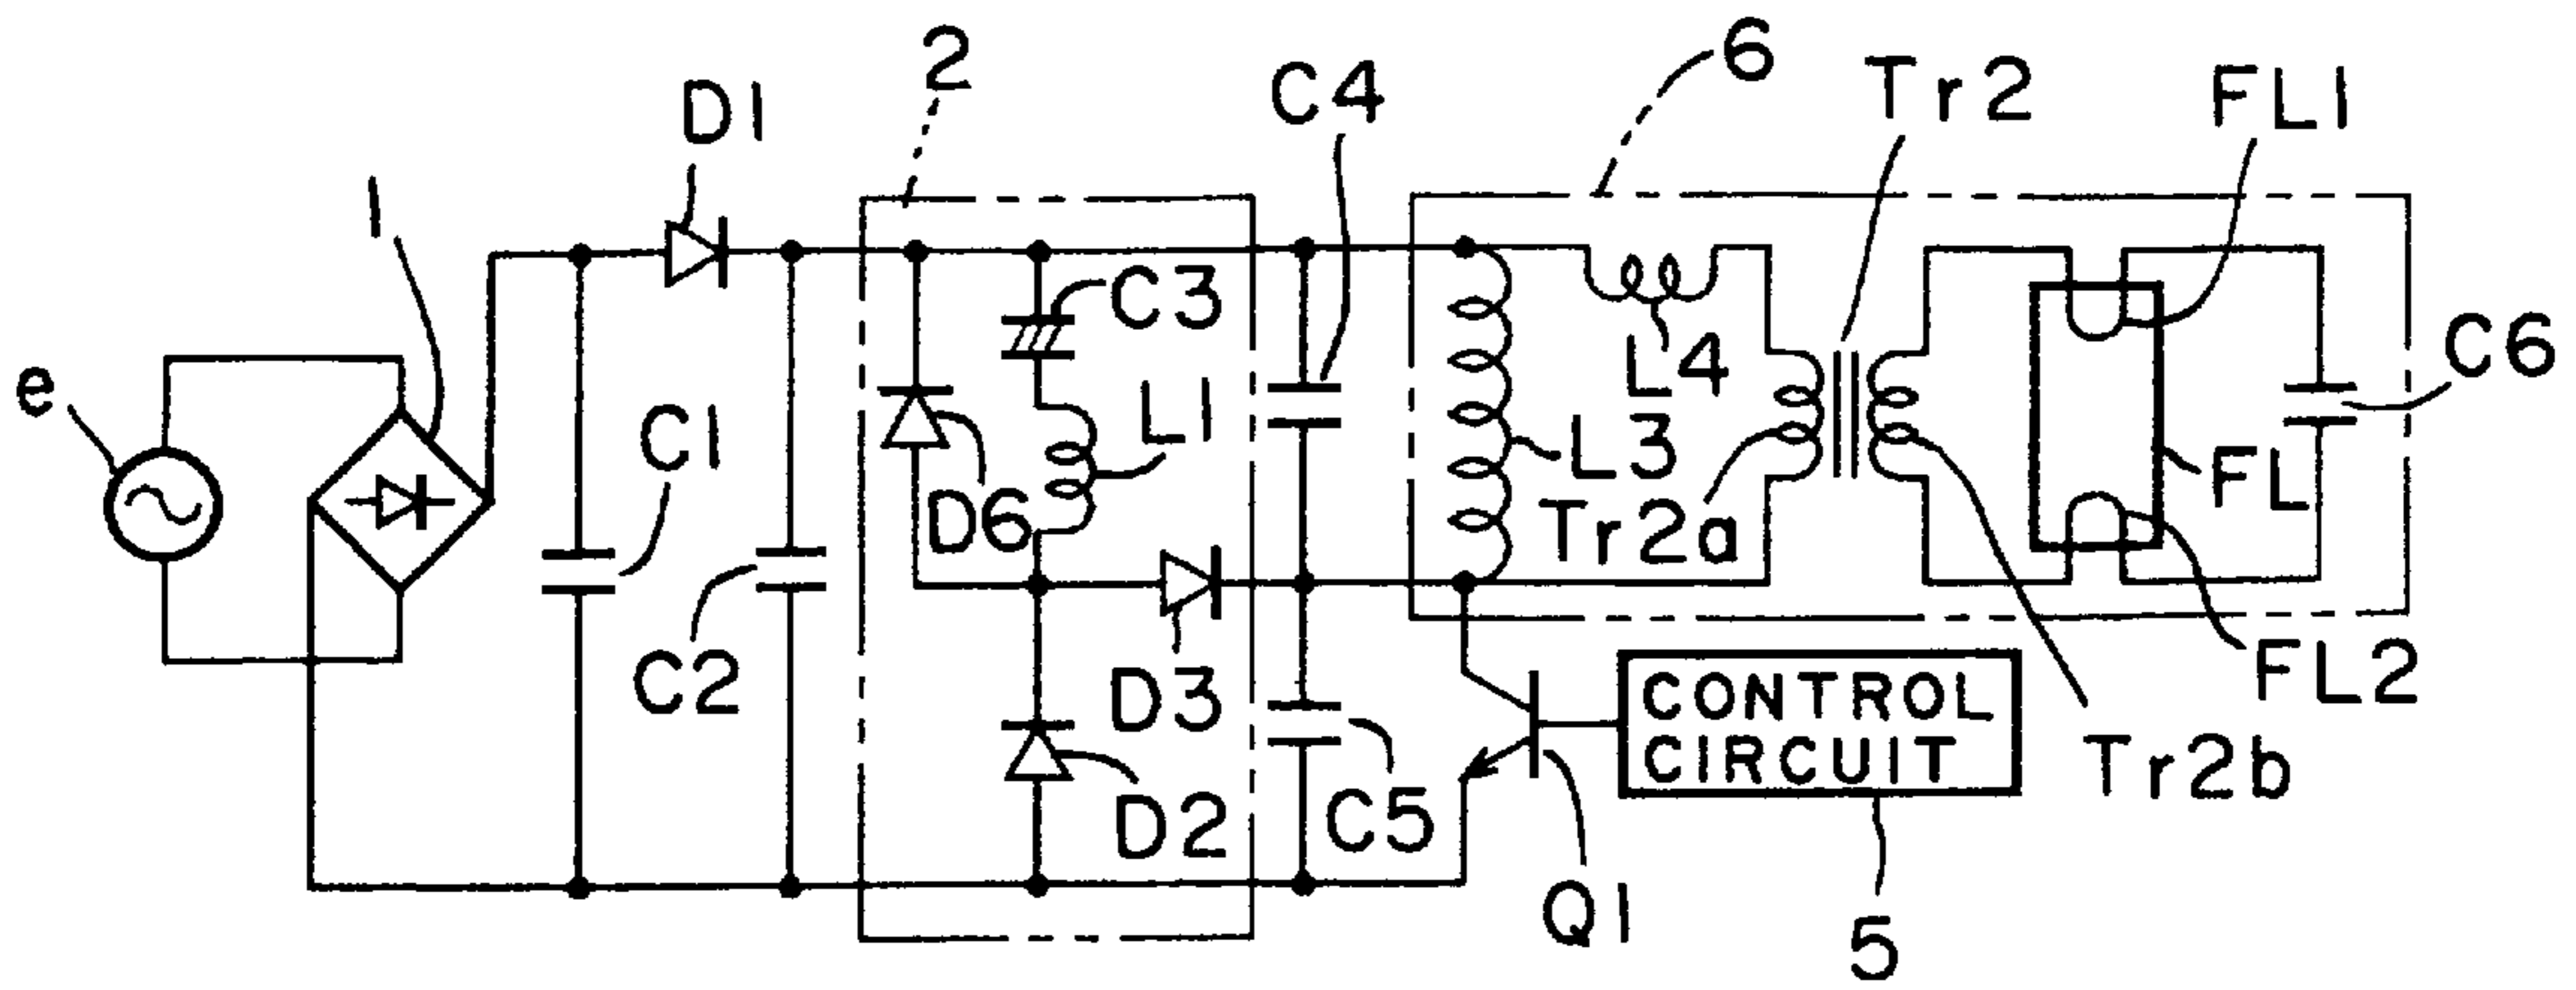 2
6
Tr2
FL1
C4
D1
1
C3
C6
e
L4
L1
C1
L3
FL
D6
Tr2a
C2
D3
FL2
CONTROL
CIRCUIT
Tr2b
D2
C5
Q1
5